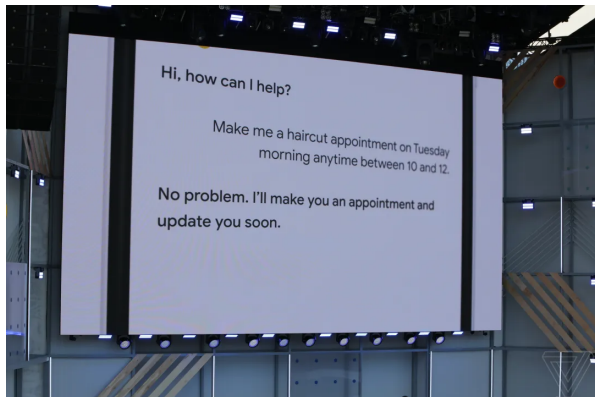 Hi, how can I help?
Make me a haircut appointment on Tuesday
morning anytime between 10 and 12.
No problem. I'll make you an appointment and
update you soon.